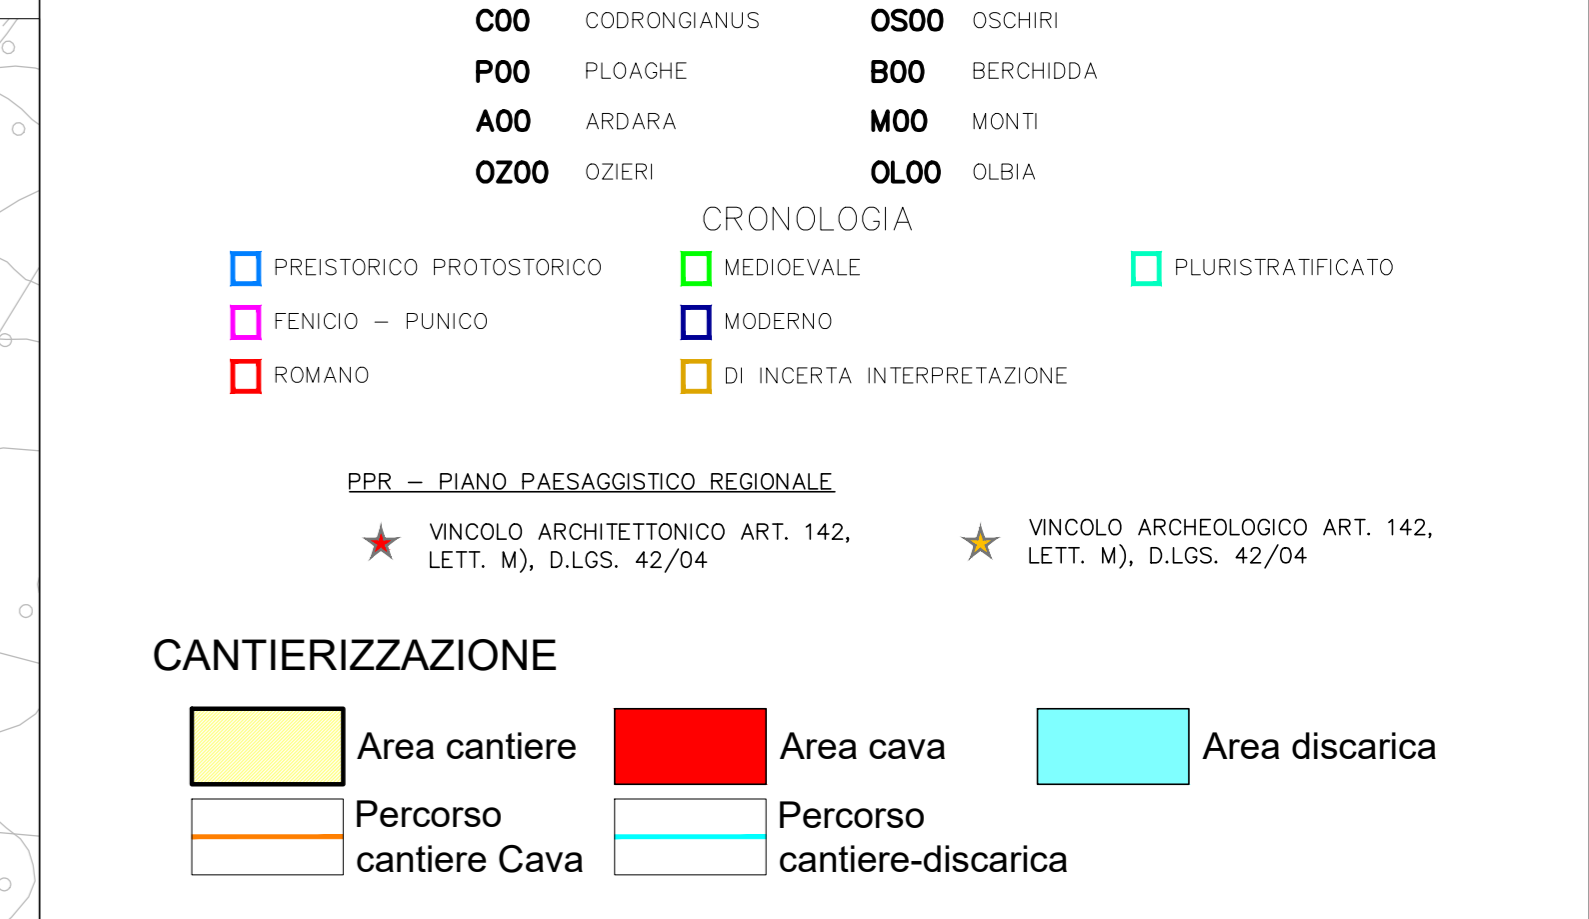 C00 CODRONGIANUS OS00 OSCHIRI
P00 PLOAGHE B00 BERCHIDDA
A00 ARDARA M00 MONTI
OZ00 OZIERI OL00 OLBIA
CRONOLOGIA
PREISTORICO PROTOSTORICO MEDIOEVALE PLURISTRATIFICATO
FENICIO – PUNICO MODERNO
ROMANO DI INCERTA INTERPRETAZIONE
PPR – PIANO PAESAGGISTICO REGIONALE
VINCOLO ARCHITETTONICO ART. 142,
LETT. M), D.LGS. 42/04
VINCOLO ARCHEOLOGICO ART. 142,
LETT. M), D.LGS. 42/04
CANTIERIZZAZIONE
Area cantiere Area cava Area discarica
Percorso
cantiere Cava
Percorso
cantiere-discarica